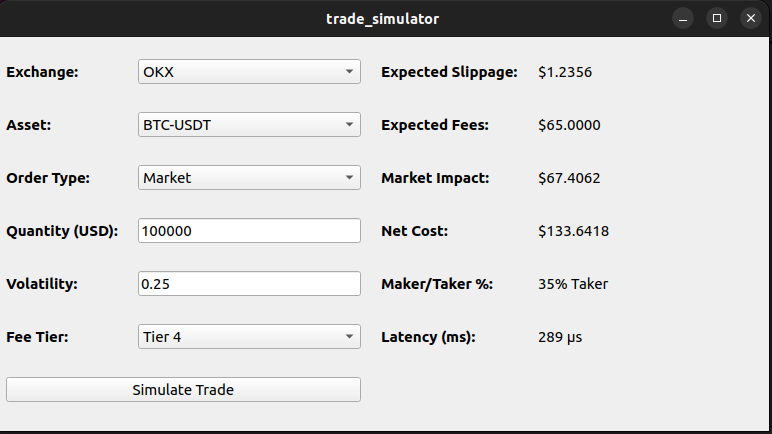 trade_simulator
Exchange: OKX Expected Slippage: $1.2356
Asset: BTC-USDT Expected Fees: $65.0000
Order Type: Market Market Impact: $67.4062
Quantity (USD): 100000 Net Cost: $133.6418
Volatility: 0.25 Maker/Taker %: 35% Taker
Fee Tier: Tier 4 Latency (ms): 289 µs
Simulate Trade